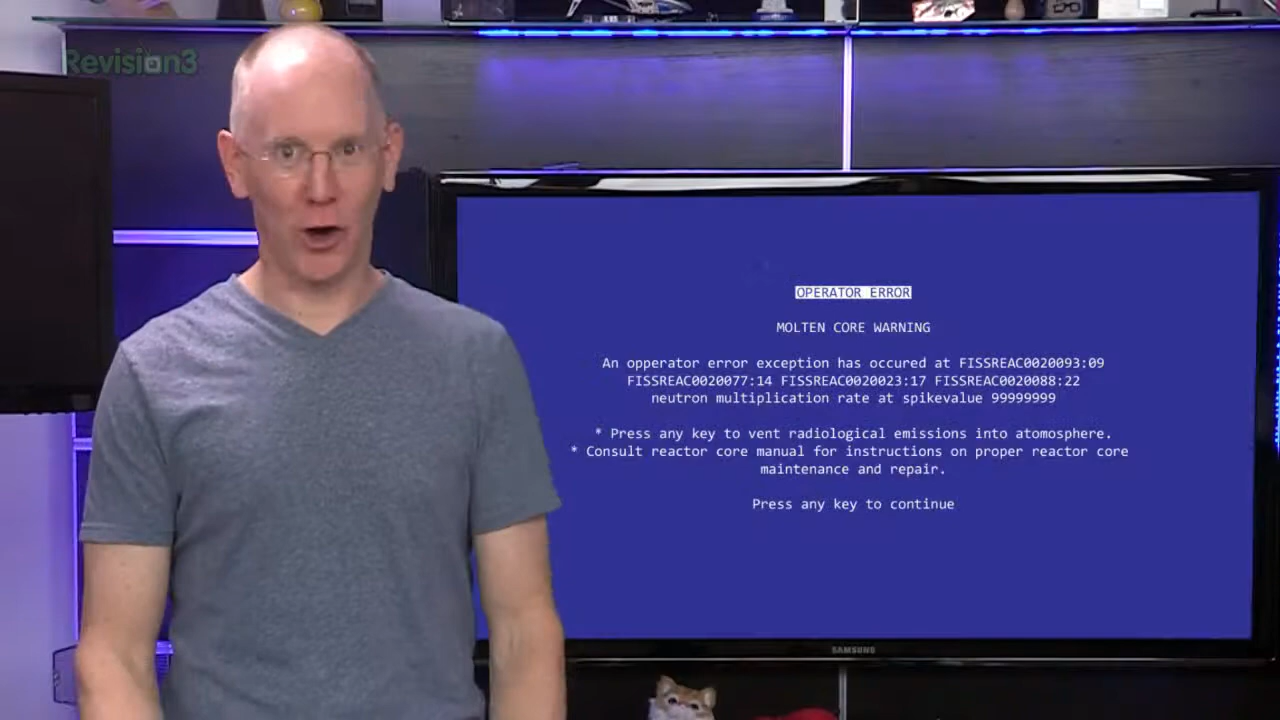 Revision3
OPERATOR ERROR
MOLTEN CORE WARNING
An opperator error exception has occured at FISSREAC0020093:09
FISSREAC0020077:14 FISSREAC0020023:17 FISSREAC0020088:22
neutron multiplication rate at spikevalue 99999999
* Press any key to vent radiological emissions into atomosphere.
* Consult reactor core manual for instructions on proper reactor core
maintenance and repair.
Press any key to continue
SAMSUNG